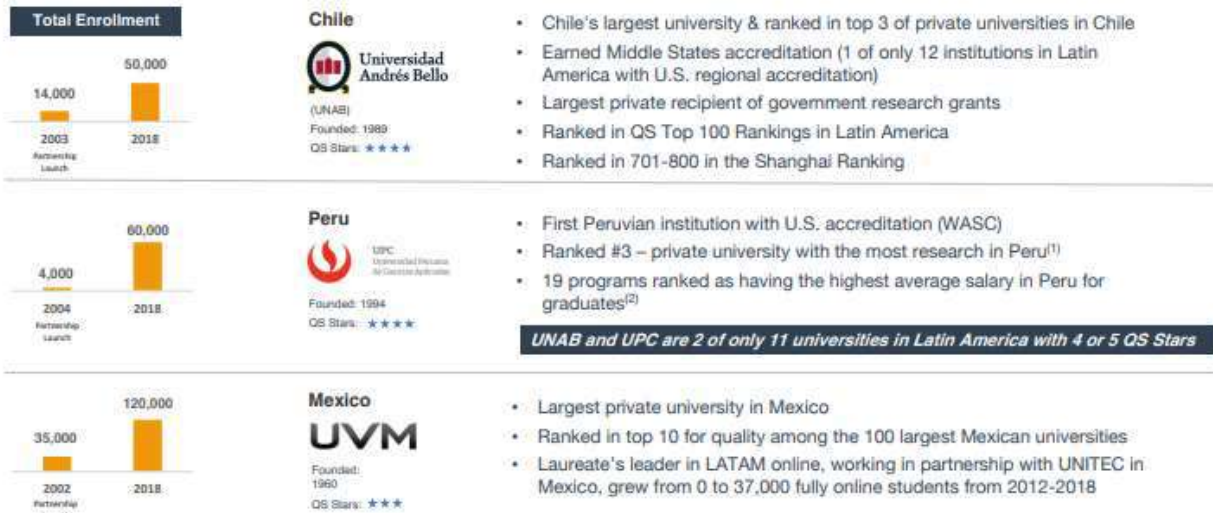 Total Enrollment
14,000
50,000
2003
2018
Partnership
Launch
Chile
Universidad
Andrés Bello
(UNAB)
Founded: 1989
QS Stars: ★★★★
• Chile's largest university & ranked in top 3 of private universities in Chile
• Earned Middle States accreditation (1 of only 12 institutions in Latin
America with U.S. regional accreditation)
• Largest private recipient of government research grants
• Ranked in QS Top 100 Rankings in Latin America
• Ranked in 701-800 in the Shanghai Ranking
4,000
60,000
2004
2018
Partnership
Launch
Peru
UPC
Universidad Peruana
de Ciencias Aplicadas
Founded: 1994
QS Stars: ★★★★
• First Peruvian institution with U.S. accreditation (WASC)
• Ranked #3 – private university with the most research in Peru(1)
• 19 programs ranked as having the highest average salary in Peru for
graduates(2)
UNAB and UPC are 2 of only 11 universities in Latin America with 4 or 5 QS Stars
35,000
120,000
2002
2018
Partnership
Mexico
UVM
Founded:
1960
QS Stars: ★★★
• Largest private university in Mexico
• Ranked in top 10 for quality among the 100 largest Mexican universities
• Laureate's leader in LATAM online, working in partnership with UNITEC in
Mexico, grew from 0 to 37,000 fully online students from 2012-2018